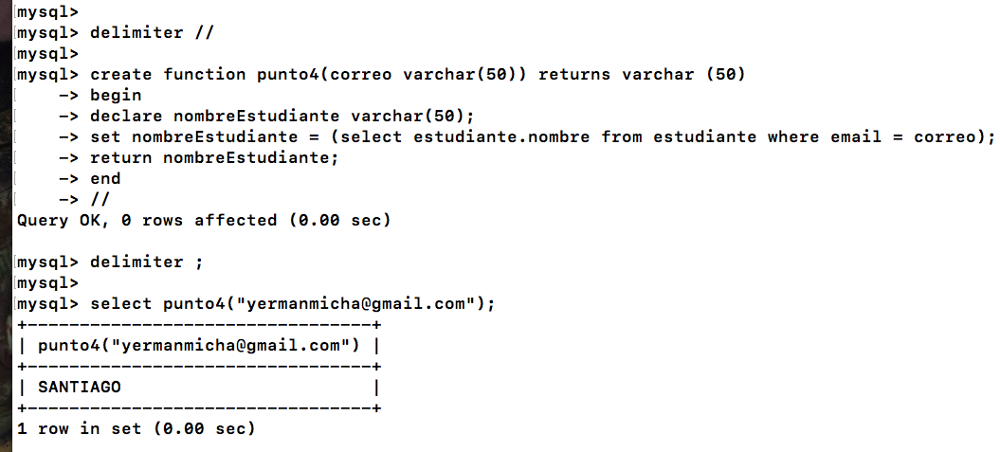 mysql>
mysql> delimiter //
mysql>
mysql> create function punto4(correo varchar(50)) returns varchar (50)
    -> begin
    -> declare nombreEstudiante varchar(50);
    -> set nombreEstudiante = (select estudiante.nombre from estudiante where email = correo);
    -> return nombreEstudiante;
    -> end
    -> //
Query OK, 0 rows affected (0.00 sec)

mysql> delimiter ;
mysql>
mysql> select punto4("yermanmicha@gmail.com");
+---------------------------------+
| punto4("yermanmicha@gmail.com") |
+---------------------------------+
| SANTIAGO                        |
+---------------------------------+
1 row in set (0.00 sec)